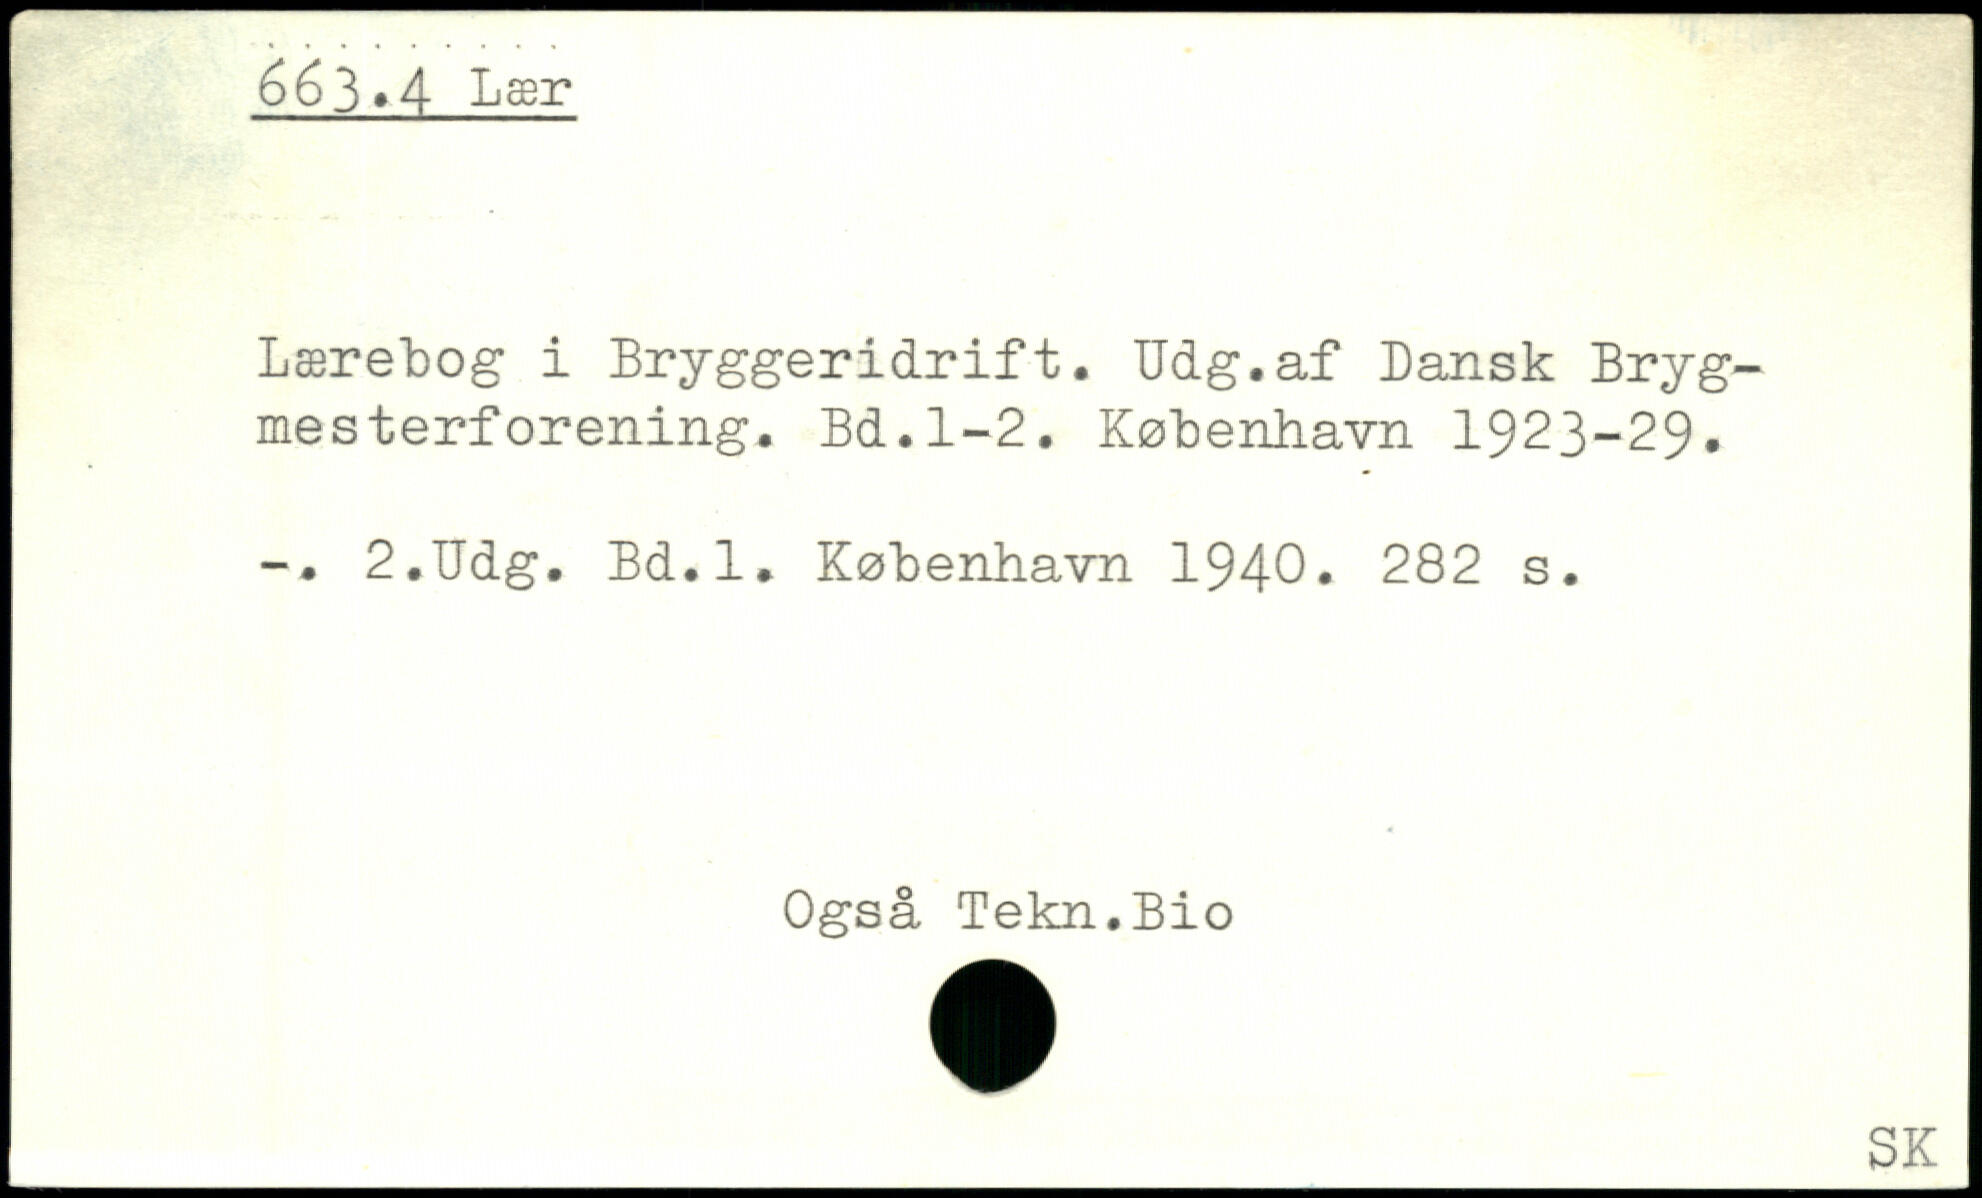 663.4 Lær
Lærebog i Bryggeridrift. Udg.af Dansk Bryg-
mesterforening. Bd.1-2. København 1923-29.
-. 2.Udg. Bd.1. København 1940. 282 s.
Også Tekn.Bio
SK